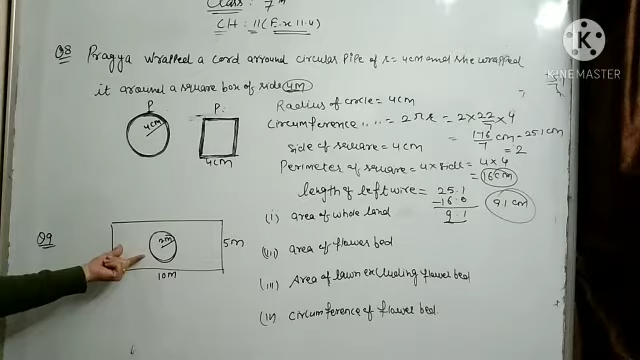 Class: 7th
CH: 11 (Ex 11.4)
Q8 Pragya wrapped a cord arround circular pipe of r = 4cm and she wrapped
it around a square box of side 4M
K
KINEMASTER
P: P:
4cm
4cm
Radius of circle = 4cm
Circumference .. .. = 2πr = 2 × 22/7 × 4
= 176/7 cm = 25.1 cm
side of square = 4cm
Perimeter of square = 4 × side = 4 × 4
= 16cm
length of left wire = 25.1
-16.0
9.1
9.1 cm
(i) area of whole land
Q9
2m
5m
10m
(ii) area of flower bed
(iii) Area of lawn excluding flower bed
(iv) circumference of flower bed.